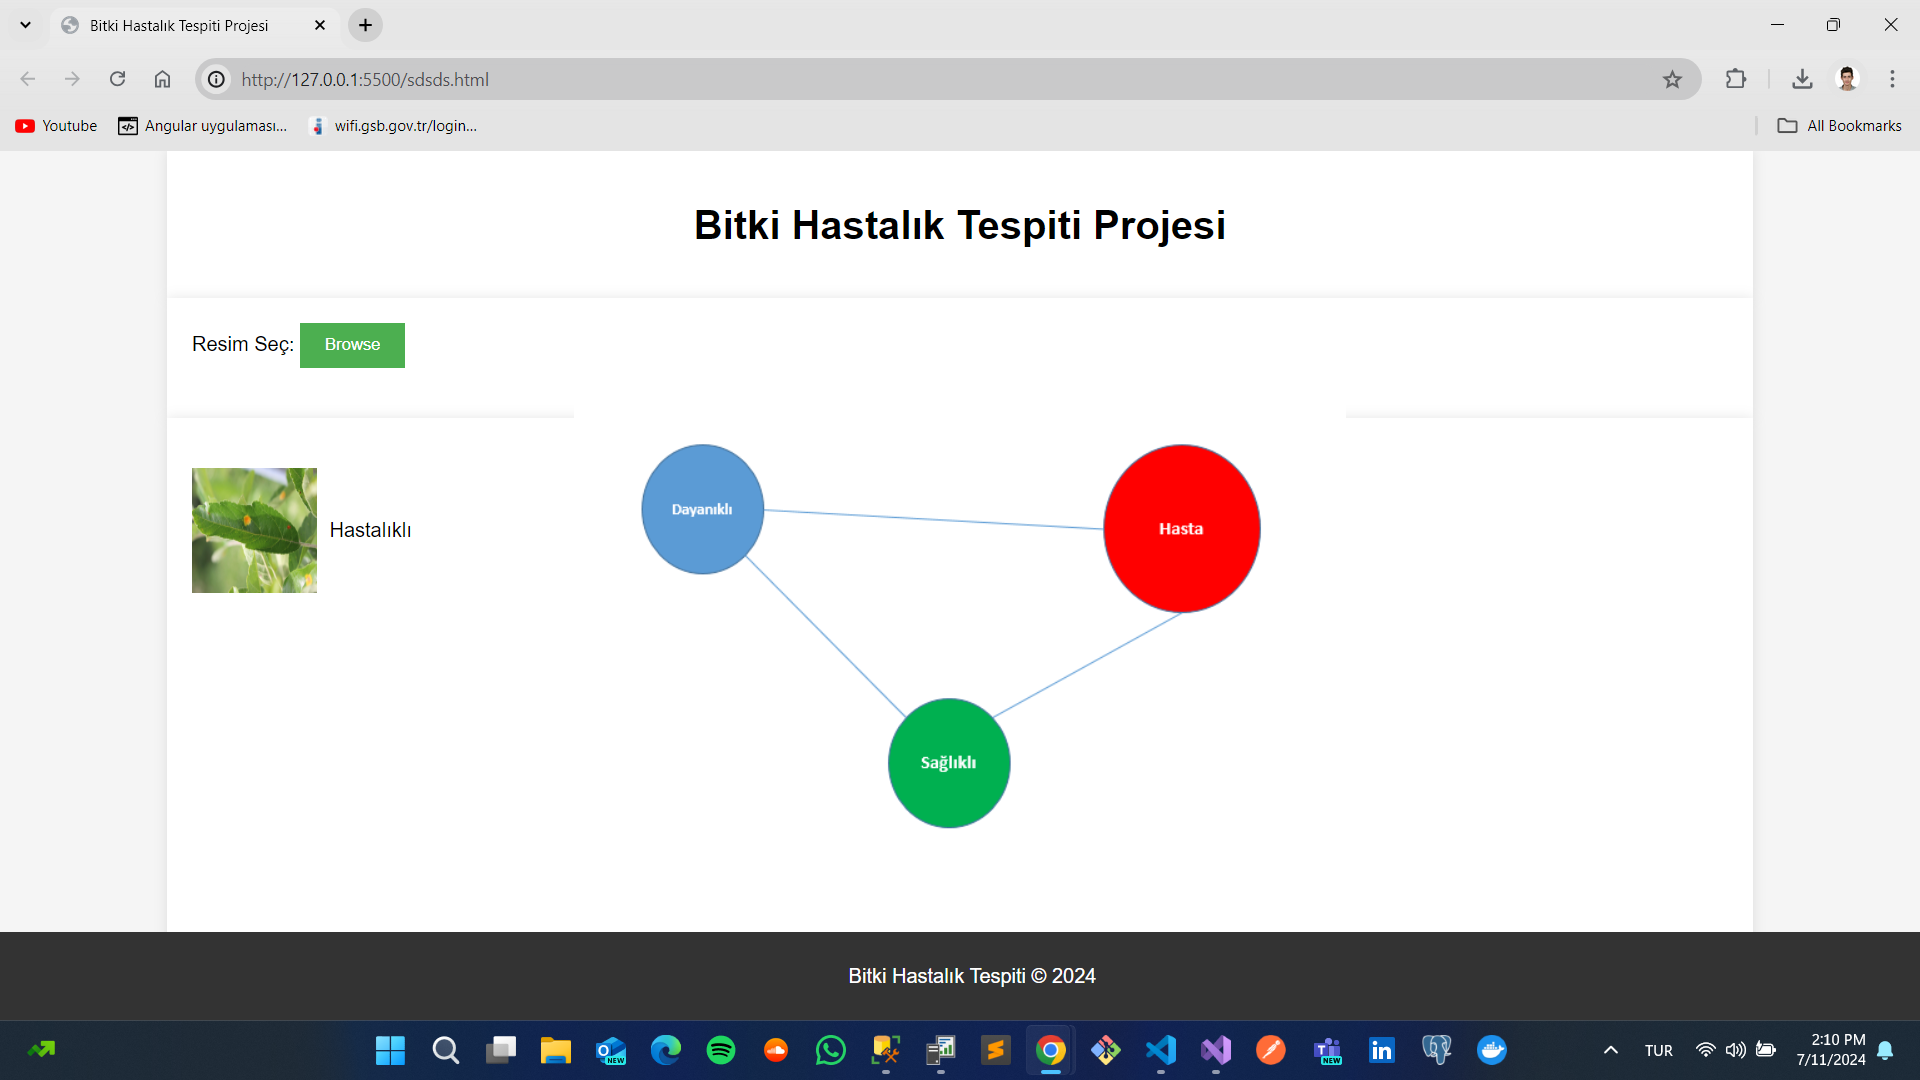 Bitki Hastalık Tespiti Projesi
http://127.0.0.1:5500/sdsds.html
Youtube
Angular uygulaması...
wifi.gsb.gov.tr/login...
All Bookmarks
Bitki Hastalık Tespiti Projesi
Resim Seç: Browse
Dayanıklı
Hasta
Hastalıklı
Sağlıklı
Bitki Hastalık Tespiti © 2024
NEW
NEW
TUR
2:10 PM
7/11/2024